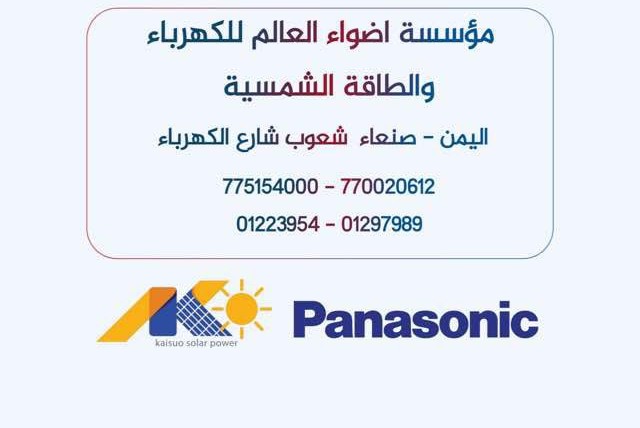 مؤسسة اضواء العالم للكهرباء
والطاقة الشمسية
اليمن - صنعاء شعوب شارع الكهرباء
775154000 - 770020612
01223954 - 01297989
kaisuo solar power
Panasonic